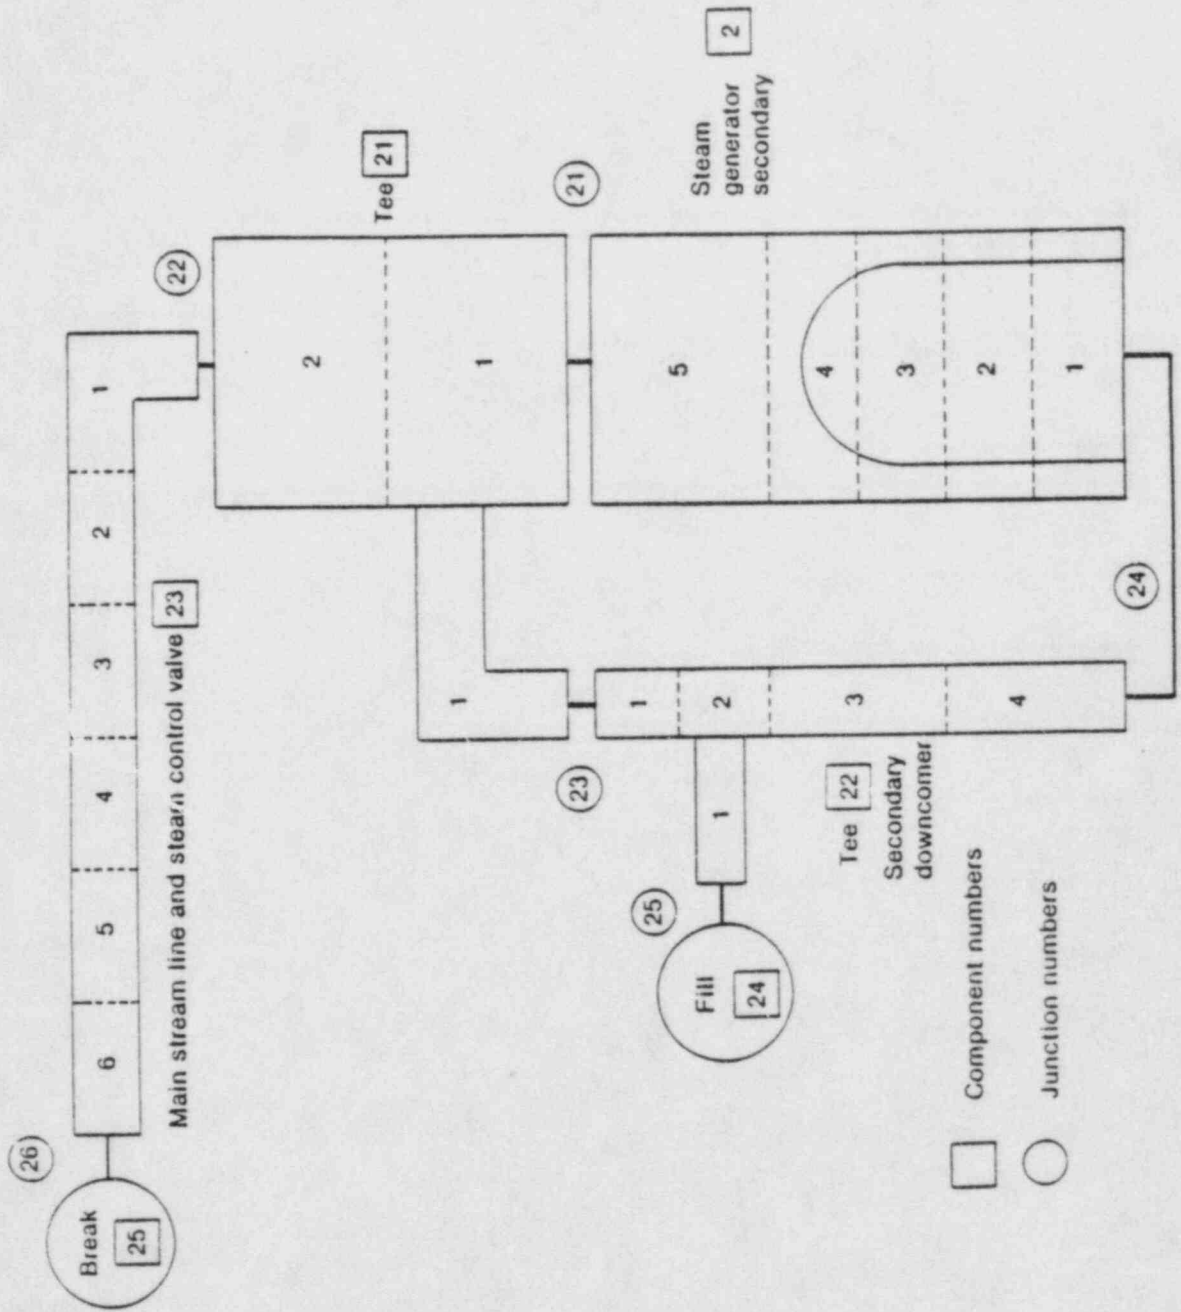 26
Break
25
6
5
4
3
2
1
Main stream line and steam control valve 23
22
2
1
Tee 21
1
21
23
1
2
3
4
Tee 22
Secondary
downcomer
1
25
Fill
24
5
4
3
2
1
Steam
generator 2
secondary
24
Component numbers
Junction numbers